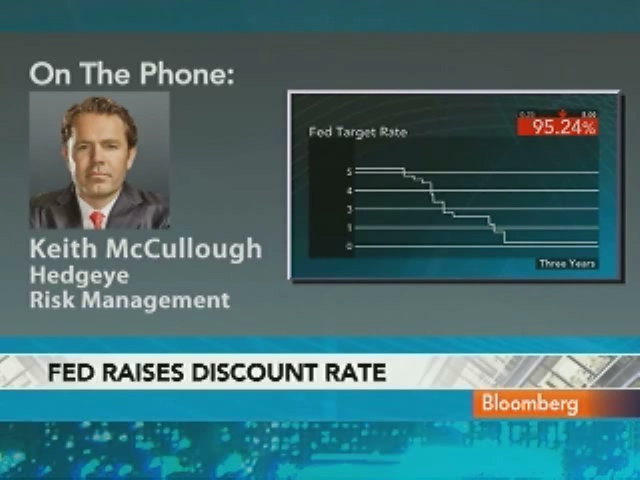 On The Phone:
Keith McCullough
Hedgeye
Risk Management
Fed Target Rate
95.24%
5
4
3
1
0
Three Years
FED RAISES DISCOUNT RATE
Bloomberg